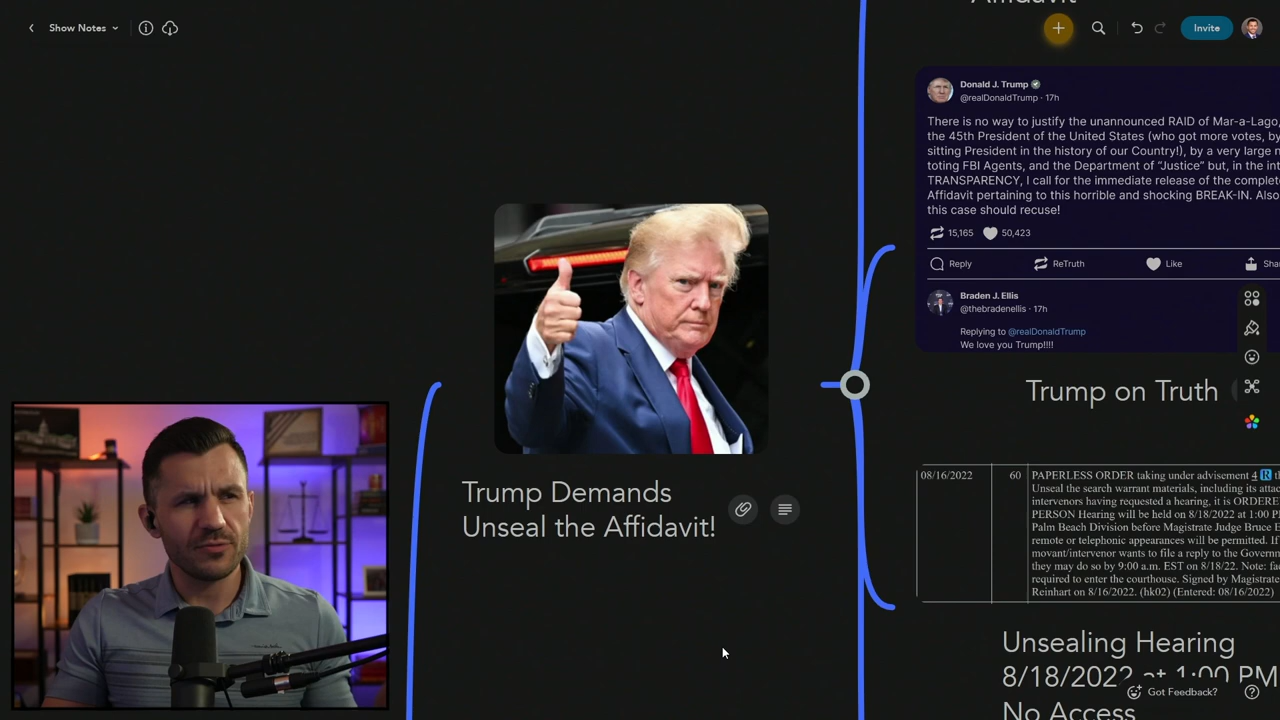 Show Notes
Affidavit
Invite
Donald J. Trump
@realDonaldTrump · 17h
There is no way to justify the unannounced RAID of Mar-a-Lago,
the 45th President of the United States (who got more votes, by
sitting President in the history of our Country!), by a very large
toting FBI Agents, and the Department of "Justice" but, in the
TRANSPARENCY, I call for the immediate release of the
Affidavit pertaining to this horrible and shocking BREAK-IN. Also
this case should recuse!
15,165
50,423
Reply
ReTruth
Like
Braden J. Ellis
@thebradenellis · 17h
Replying to @realDonaldTrump
We love you Trump!!!!
Trump on Truth
Trump Demands
Unseal the Affidavit!
08/16/2022
60
PAPERLESS ORDER taking under advisement 4
Unseal the search warrant materials, including its
intervenors having requested a hearing, it is
PERSON Hearing will be held on 8/18/2022 at 1:00
Palm Beach Division before Magistrate Judge Bruce
remote or telephonic appearances will be permitted. If
movant/intervenor wants to file a reply to the
they may do so by 9:00 a.m. EST on 8/18/22. Note:
required to enter the courthouse. Signed by
Reinhart on 8/16/2022. (hk02) (Entered: 08/16/2022)
Unsealing Hearing
8/18/2022 at 1:00 PM
No Access
Got Feedback?